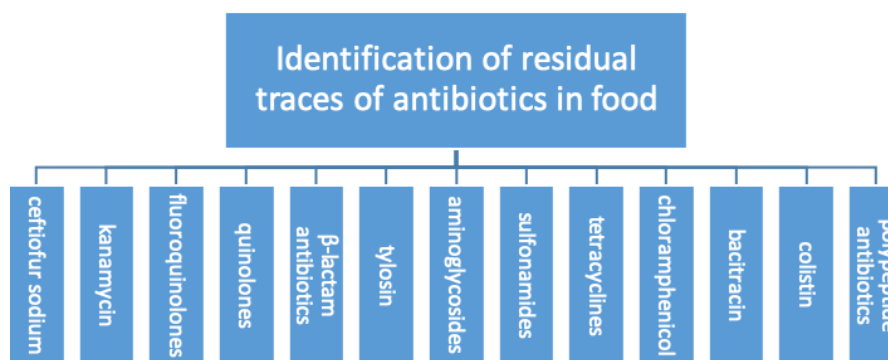 Identification of residual
traces of antibiotics in food
ceftiofur sodium
kanamycin
fluoroquinolones
quinolones
β-lactam
antibiotics
tylosin
aminoglycosides
sulfonamides
tetracyclines
chloramphenicol
bacitracin
colistin
polypeptide
antibiotics